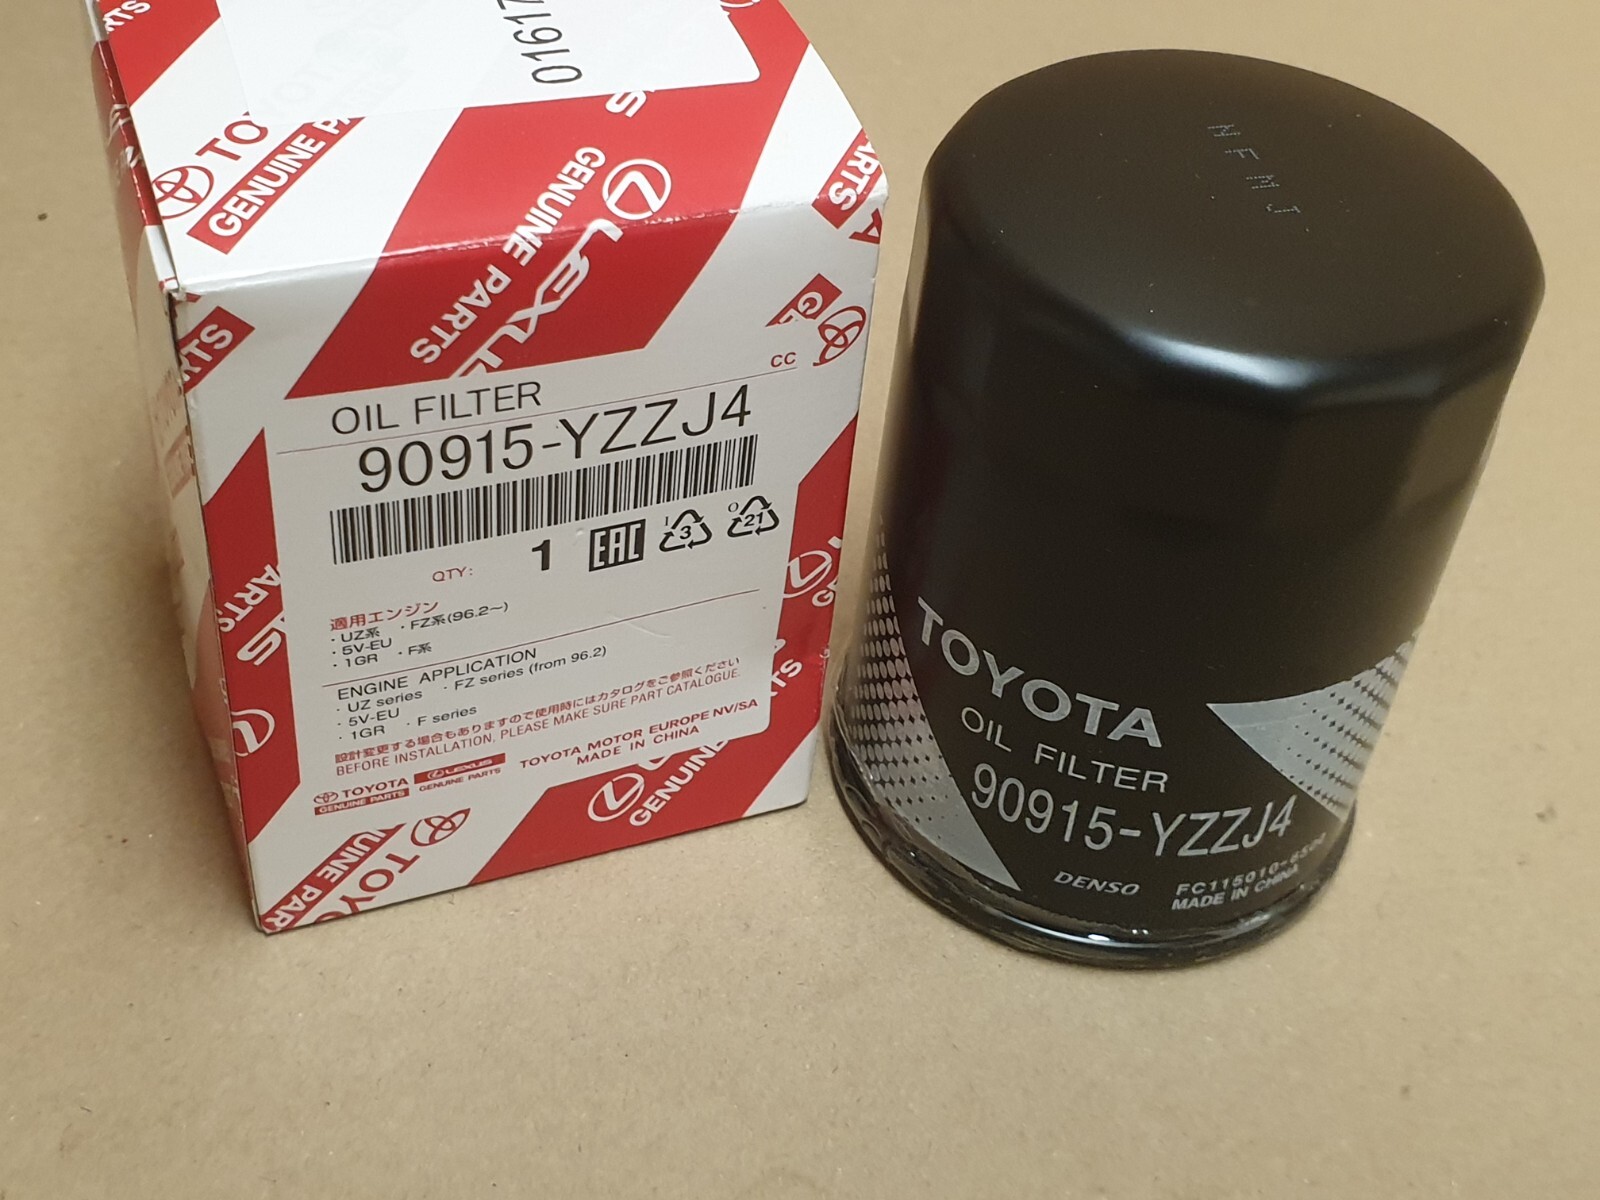 0161
TOYOTA
GENUINE PARTS
LEXUS
GENUINE PARTS
CC
OIL FILTER
90915-YZZJ4
QTY: 1 EAC 3 21
適用エンジン
・UZ系 ・FZ系(96.2~)
・5V-EU
・1GR ・F系
ENGINE APPLICATION
・UZ series ・FZ series (from 96.2)
・5V-EU
・1GR ・F series
設計変更する場合もありますので使用時にはカタログをご参照ください
BEFORE INSTALLATION, PLEASE MAKE SURE PART CATALOGUE.
TOYOTA LEXUS TOYOTA MOTOR EUROPE NV/SA
GENUINE PARTS GENUINE PARTS MADE IN CHINA
TOYOTA
OIL FILTER
90915-YZZJ4
DENSO
MADE IN CHINA